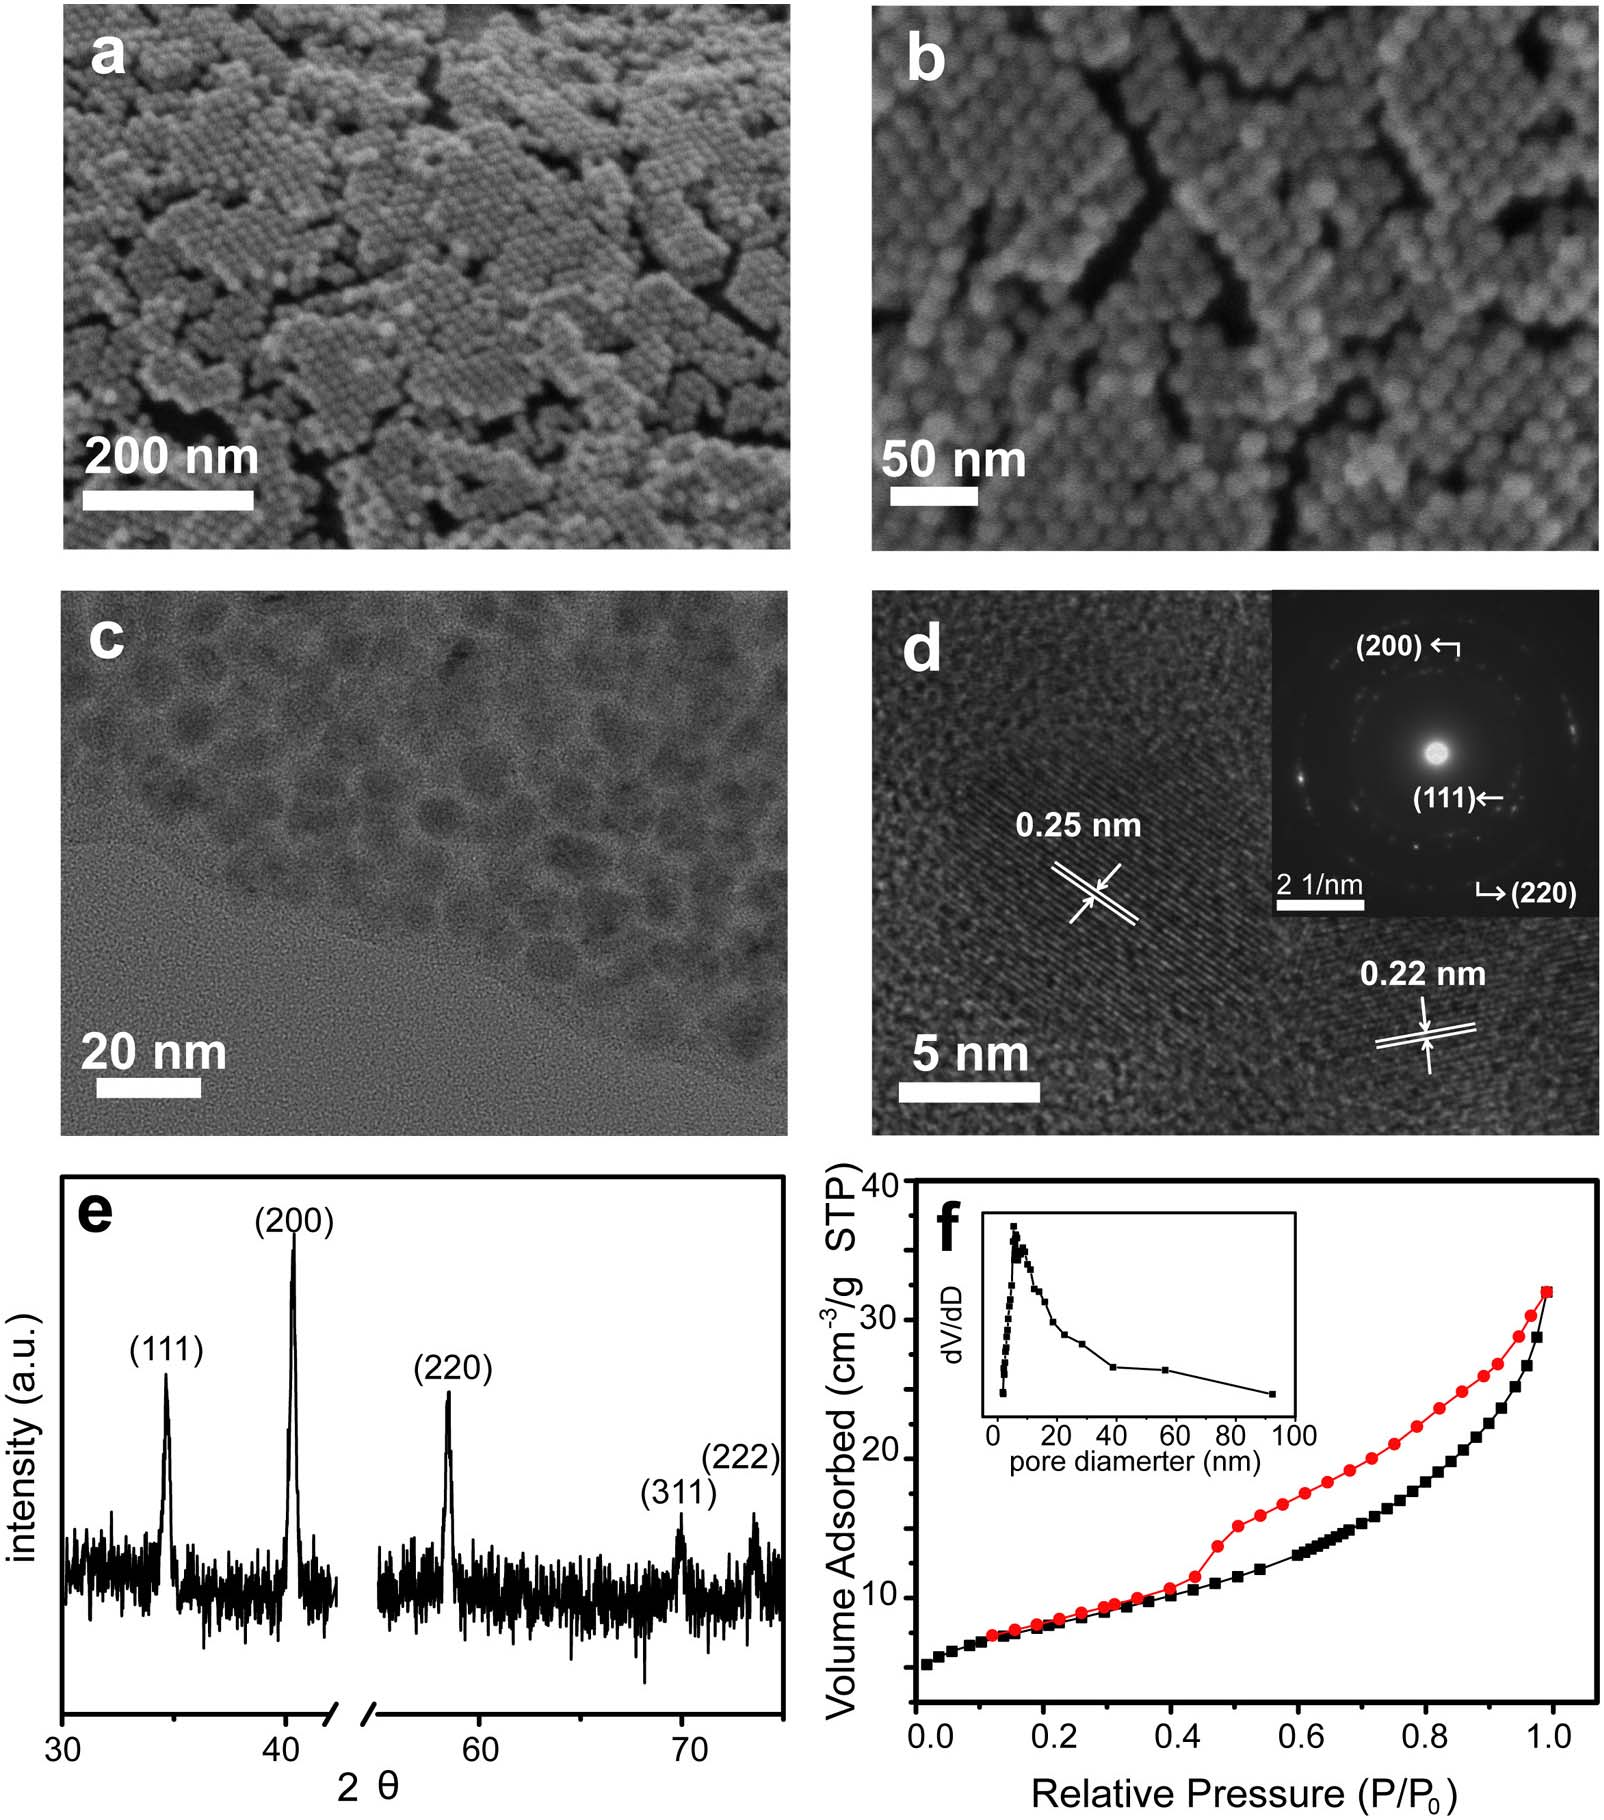 a
200 nm
b
50 nm
c
20 nm
d
0.25 nm
0.22 nm
5 nm
(200)
(111)
(220)
2 1/nm
e
(111)
(200)
(220)
(311)
(222)
intensity (a.u.)
30 40 60 70
2 θ
f
Volume Adsorbed (cm⁻³/g STP)
40
30
20
10
0.0 0.2 0.4 0.6 0.8 1.0
Relative Pressure (P/P₀)
dV/dD
0 20 40 60 80 100
pore diamerter (nm)